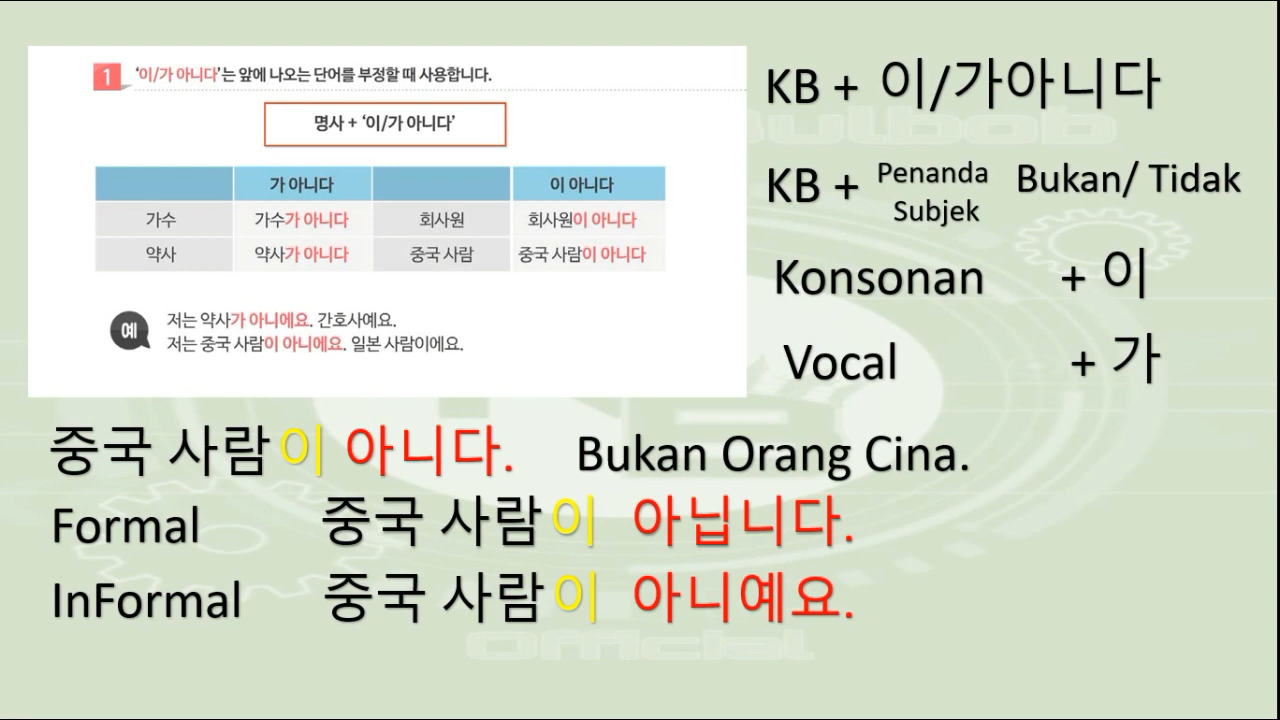 1 '이/가 아니다'는 앞에 나오는 단어를 부정할 때 사용합니다.
명사 + '이/가 아니다'
가 아니다 이 아니다
가수 가수가 아니다 회사원 회사원이 아니다
약사 약사가 아니다 중국 사람 중국 사람이 아니다
예 저는 약사가 아니에요. 간호사예요.
저는 중국 사람이 아니에요. 일본 사람이에요.
KB + 이/가아니다
KB + Penanda Subjek Bukan/ Tidak
Konsonan + 이
Vocal + 가
중국 사람이 아니다. Bukan Orang Cina.
Formal 중국 사람이 아닙니다.
InFormal 중국 사람이 아니예요.
Official